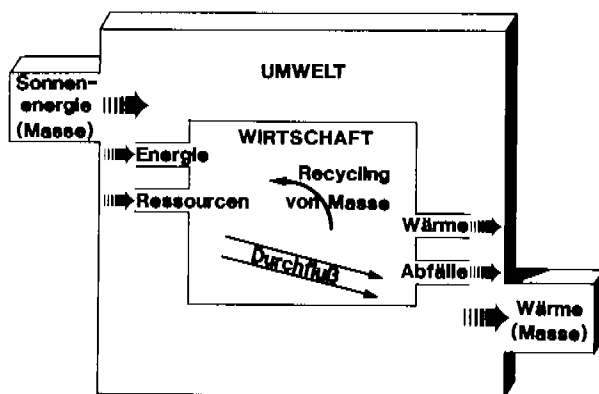 UMWELT
Sonnen-
energie
(Masse)
WIRTSCHAFT
Energie
Recycling
von Masse
Ressourcen
Wärme
Durchfluß
Abfälle
Wärme
(Masse)